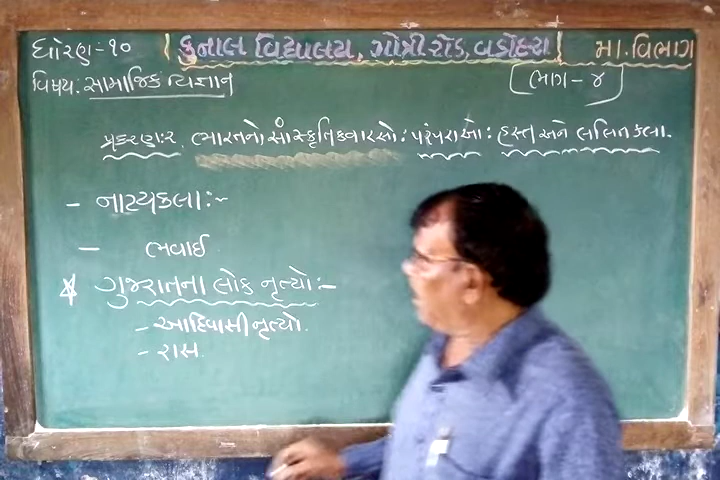 ધોરણ-૧૦ કુનાલ વિદ્યાલય, ગોત્રી રોડ, વડોદરા મા. વિભાગ
વિષય: સામાજિક વિજ્ઞાન (ભાગ - ૪)
પ્રકરણ:૨. ભારતનો સાંસ્કૃતિક વારસો: પરંપરાઓ: હસ્ત અને લલિત કલા.
- નાટ્યકલા:-
- ભવાઈ
* ગુજરાતના લોક નૃત્યો:-
- આદિવાસી નૃત્યો.
- રાસ.